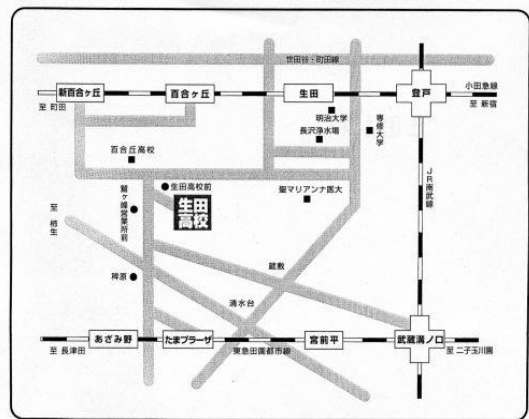 世田谷・町田線
小田急線
新百合ヶ丘
百合ヶ丘
生田
登戸
至 町田
至 新宿
明治大学
長沢浄水場
専修大学
百合丘高校
生田高校前
生田
高校
聖マリアンナ医大
鷲ヶ峰営業所前
JR南武線
至 柿生
稗原
蔵敷
清水台
あざみ野
たまプラーザ
宮前平
武蔵溝ノ口
至 長津田
東急田園都市線
至 二子玉川園